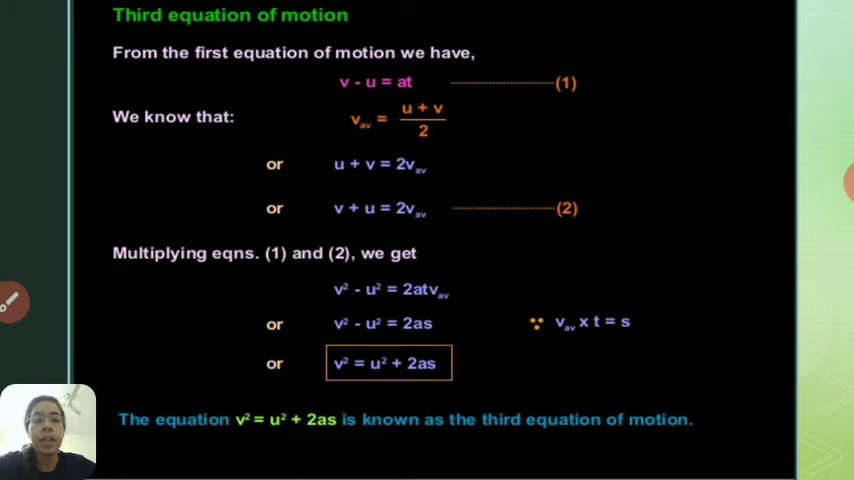 Third equation of motion
From the first equation of motion we have,
v - u = at ------------------------ (1)
We know that: vₐᵥ = (u + v)/2
or u + v = 2vₐᵥ
or v + u = 2vₐᵥ ------------------------ (2)
Multiplying eqns. (1) and (2), we get
v² - u² = 2atvₐᵥ
or v² - u² = 2as ∵ vₐᵥ x t = s
or v² = u² + 2as
The equation v² = u² + 2as is known as the third equation of motion.